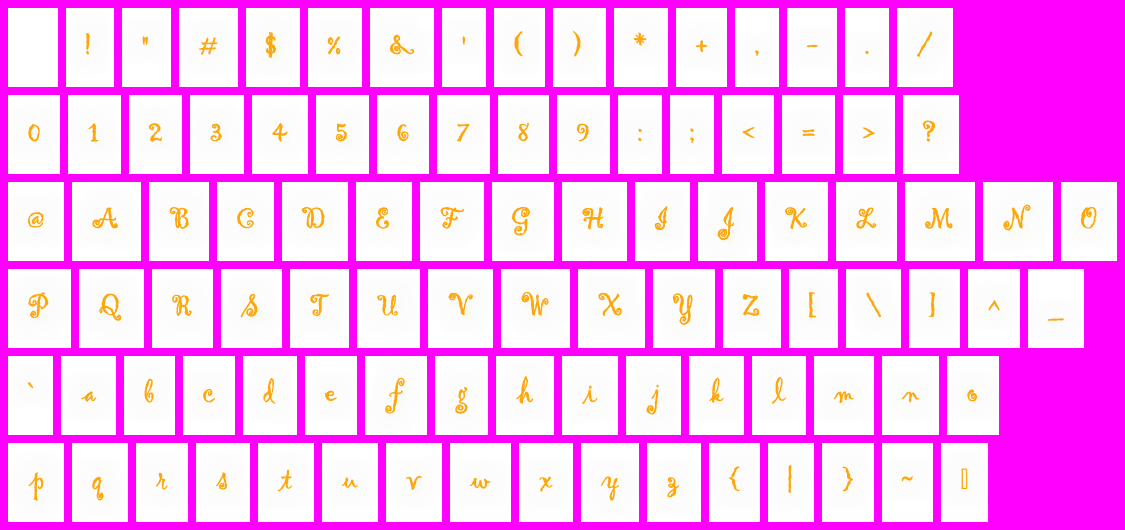 ! " # $ % & ' ( ) * + , - . /
0 1 2 3 4 5 6 7 8 9 : ; < = > ?
@ A B C D E F G H I J K L M N O
P Q R S T U V W X Y Z [ \ ] ^ _
` a b c d e f g h i j k l m n o
p q r s t u v w x y z { | } ~